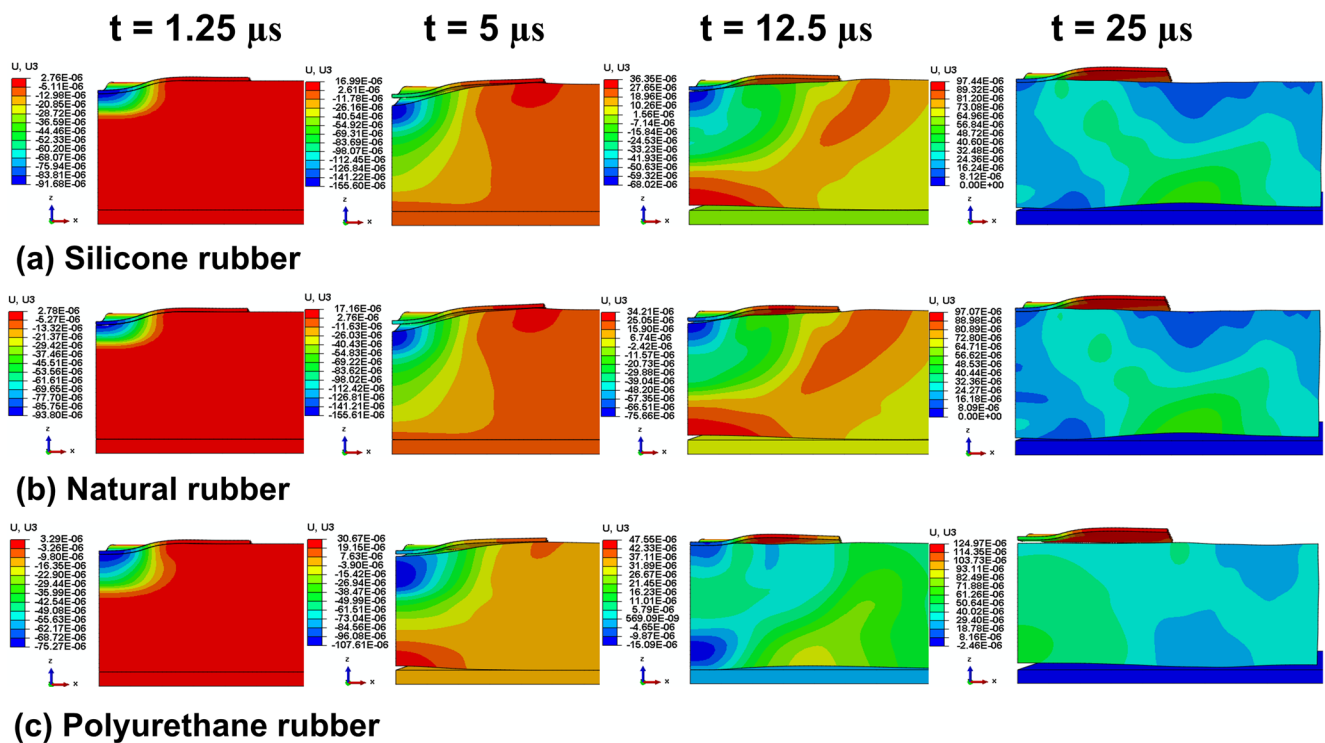 t = 1.25 μs
t = 5 μs
t = 12.5 μs
t = 25 μs
U, U3
2.76E-06
-5.11E-06
-12.98E-06
-20.85E-06
-28.72E-06
-36.59E-06
-44.46E-06
-52.33E-06
-60.20E-06
-68.07E-06
-75.94E-06
-83.81E-06
-91.68E-06
z
x
U, U3
16.99E-06
2.61E-06
-11.78E-06
-26.16E-06
-40.54E-06
-54.92E-06
-69.31E-06
-83.69E-06
-98.07E-06
-112.45E-06
-126.84E-06
-141.22E-06
-155.60E-06
z
x
U, U3
36.35E-06
27.65E-06
18.96E-06
10.26E-06
1.56E-06
-7.14E-06
-15.84E-06
-24.53E-06
-33.23E-06
-41.93E-06
-50.63E-06
-59.32E-06
-68.02E-06
z
x
U, U3
97.44E-06
89.32E-06
81.20E-06
73.08E-06
64.96E-06
56.84E-06
48.72E-06
40.60E-06
32.48E-06
24.36E-06
16.24E-06
8.12E-06
0.00E+00
z
x
(a) Silicone rubber
U, U3
2.78E-06
-5.27E-06
-13.32E-06
-21.37E-06
-29.42E-06
-37.46E-06
-45.51E-06
-53.56E-06
-61.61E-06
-69.65E-06
-77.70E-06
-85.75E-06
-93.80E-06
z
x
U, U3
17.16E-06
2.76E-06
-11.63E-06
-26.03E-06
-40.43E-06
-54.83E-06
-69.22E-06
-83.62E-06
-98.02E-06
-112.42E-06
-126.81E-06
-141.21E-06
-155.61E-06
z
x
U, U3
34.21E-06
25.05E-06
15.90E-06
6.74E-06
-2.42E-06
-11.57E-06
-20.73E-06
-29.88E-06
-39.04E-06
-48.20E-06
-57.35E-06
-66.51E-06
-75.66E-06
z
x
U, U3
97.07E-06
88.98E-06
80.89E-06
72.80E-06
64.71E-06
56.62E-06
48.53E-06
40.44E-06
32.36E-06
24.27E-06
16.18E-06
8.09E-06
0.00E+00
z
x
(b) Natural rubber
U, U3
3.29E-06
-3.26E-06
-9.80E-06
-16.35E-06
-22.90E-06
-29.44E-06
-35.99E-06
-42.54E-06
-49.08E-06
-55.63E-06
-62.17E-06
-68.72E-06
-75.27E-06
z
x
U, U3
30.67E-06
19.15E-06
7.63E-06
-3.90E-06
-15.42E-06
-26.94E-06
-38.47E-06
-49.99E-06
-61.51E-06
-73.04E-06
-84.56E-06
-96.08E-06
-107.61E-06
z
x
U, U3
47.55E-06
42.33E-06
37.11E-06
31.89E-06
26.67E-06
21.45E-06
16.23E-06
11.01E-06
5.79E-06
569.09E-09
-4.65E-06
-9.87E-06
-15.09E-06
z
x
U, U3
124.97E-06
114.35E-06
103.73E-06
93.11E-06
82.49E-06
71.88E-06
61.26E-06
50.64E-06
40.02E-06
29.40E-06
18.78E-06
8.16E-06
-2.46E-06
z
x
(c) Polyurethane rubber